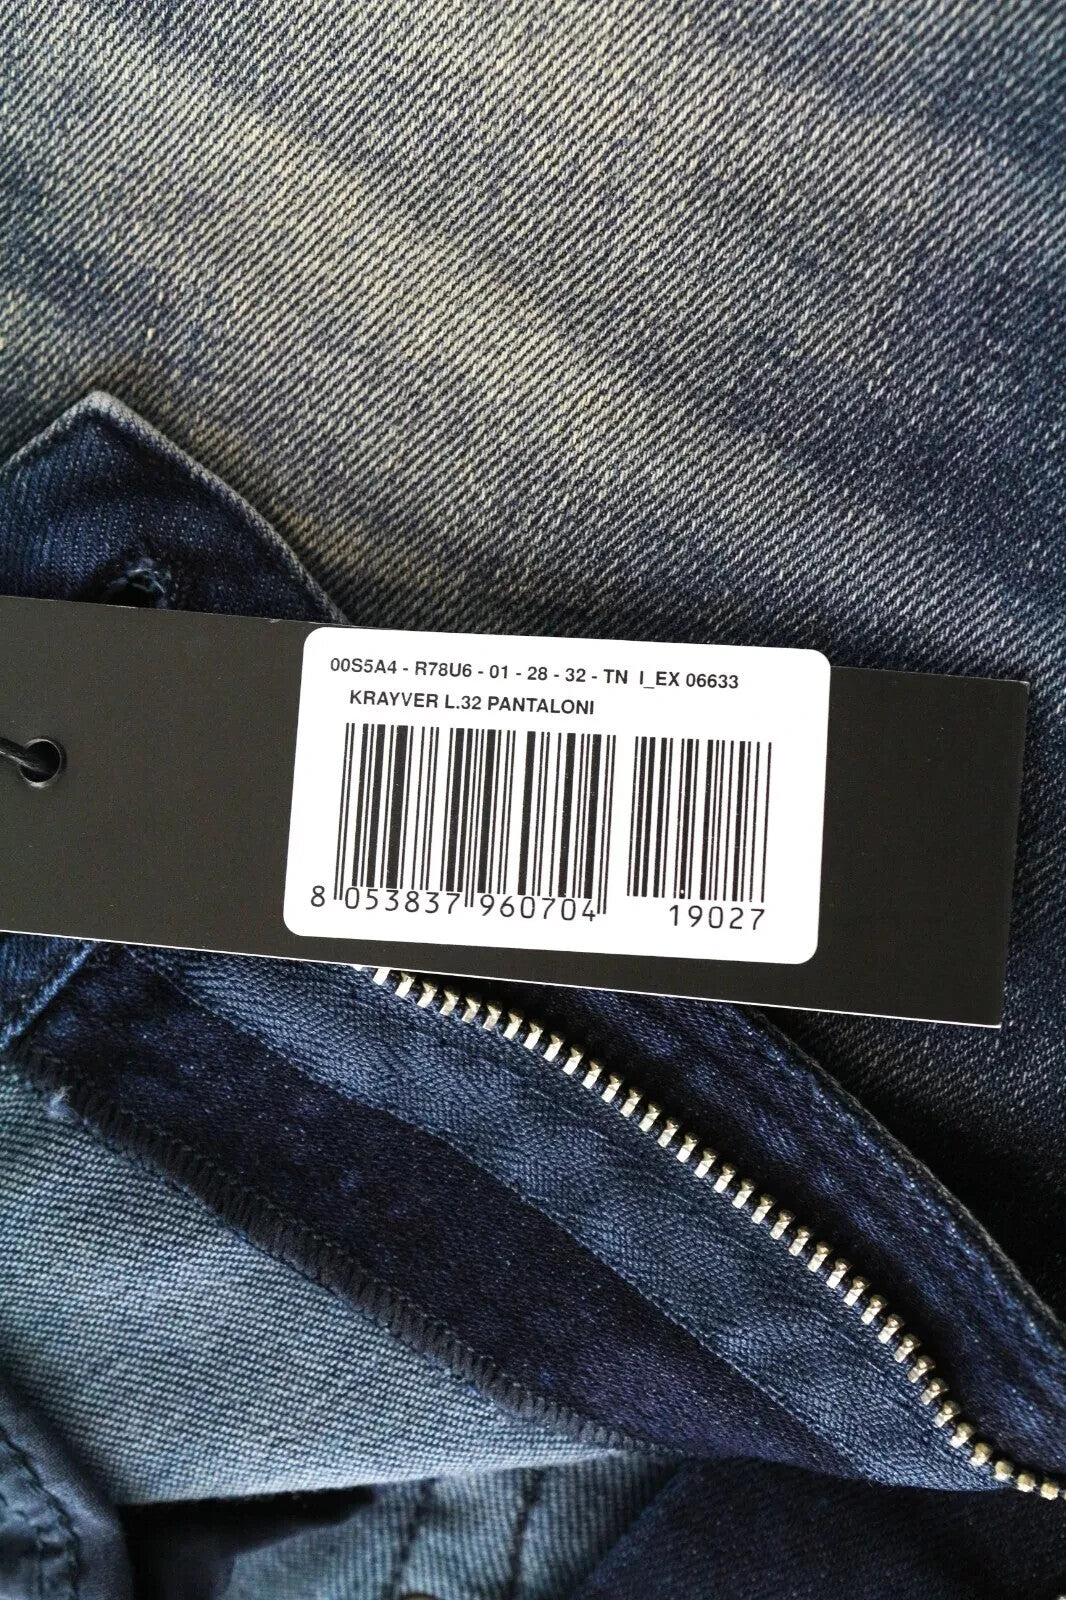 00S5A4 - R78U6 - 01 - 28 - 32 - TN I_EX 06633
KRAYVER L.32 PANTALONI
8 053837 960704 19027